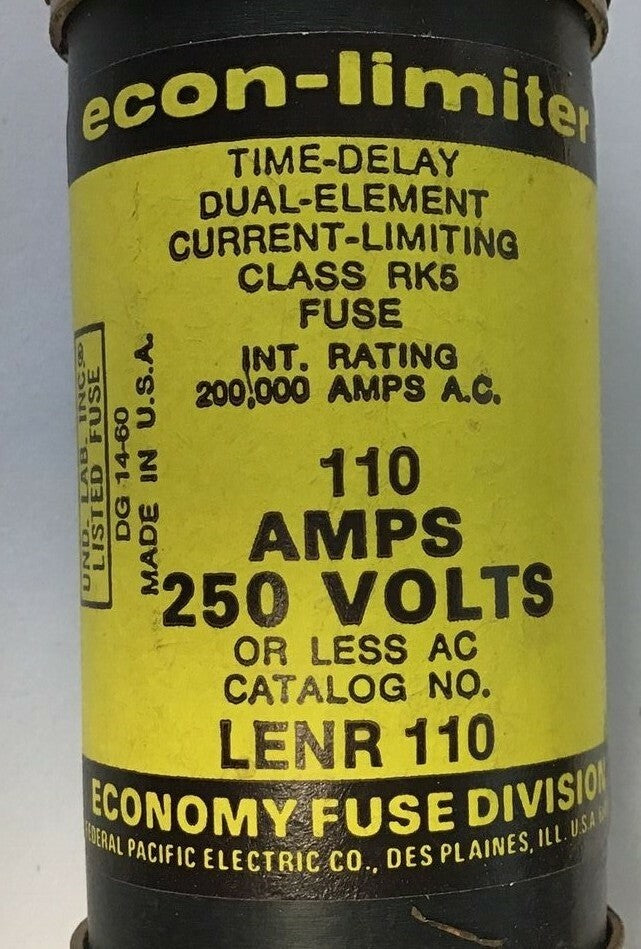 econ-limiter
TIME-DELAY
DUAL-ELEMENT
CURRENT-LIMITING
CLASS RK5
FUSE
INT. RATING
200,000 AMPS A.C.
110
AMPS
250 VOLTS
OR LESS AC
CATALOG NO.
LENR 110
UND. LAB. INC.®
LISTED FUSE
DG 14-60
MADE IN U.S.A.
ECONOMY FUSE DIVISION
FEDERAL PACIFIC ELECTRIC CO., DES PLAINES, ILL. U.S.A.